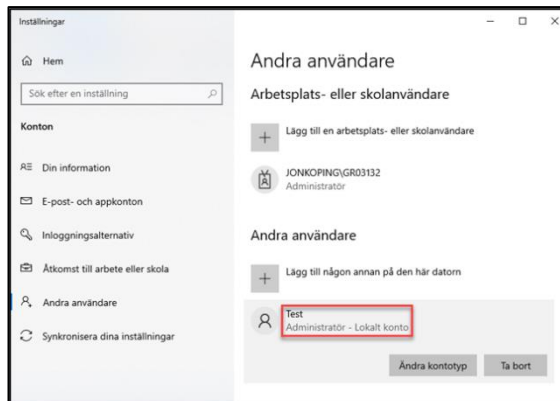 Inställningar
Hem
Sök efter en inställning
Konton
Din information
E-post- och appkonton
Inloggningsalternativ
Åtkomst till arbete eller skola
Andra användare
Synkronisera dina inställningar
Andra användare
Arbetsplats- eller skolanvändare
Lägg till en arbetsplats- eller skolanvändare
JONKOPING\GR03132
Administratör
Andra användare
Lägg till någon annan på den här datorn
Test
Administratör - Lokalt konto
Ändra kontotyp
Ta bort